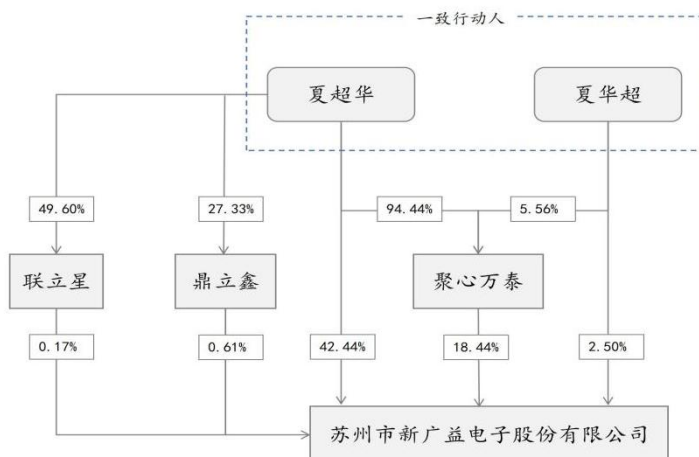 一致行动人
夏超华
夏华超
49.60%
27.33%
94.44%
5.56%
联立星
鼎立鑫
聚心万泰
0.17%
0.61%
42.44%
18.44%
2.50%
苏州市新广益电子股份有限公司